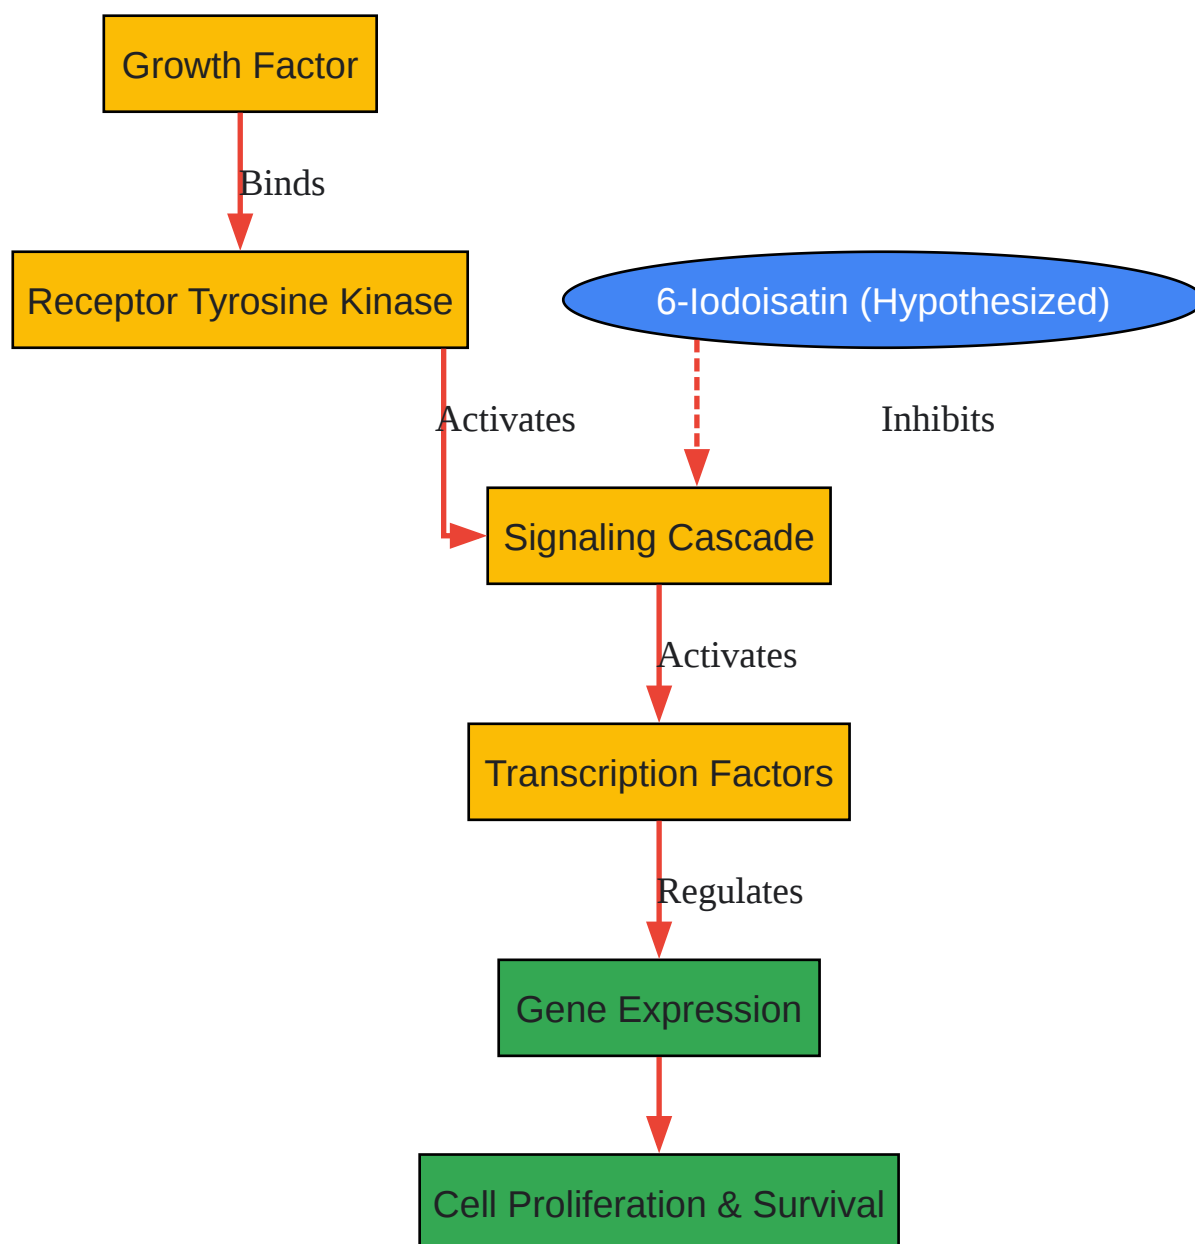 Growth Factor
Binds
Receptor Tyrosine Kinase
6-Iodoisatin (Hypothesized)
Activates
Inhibits
Signaling Cascade
Activates
Transcription Factors
Regulates
Gene Expression
Cell Proliferation & Survival